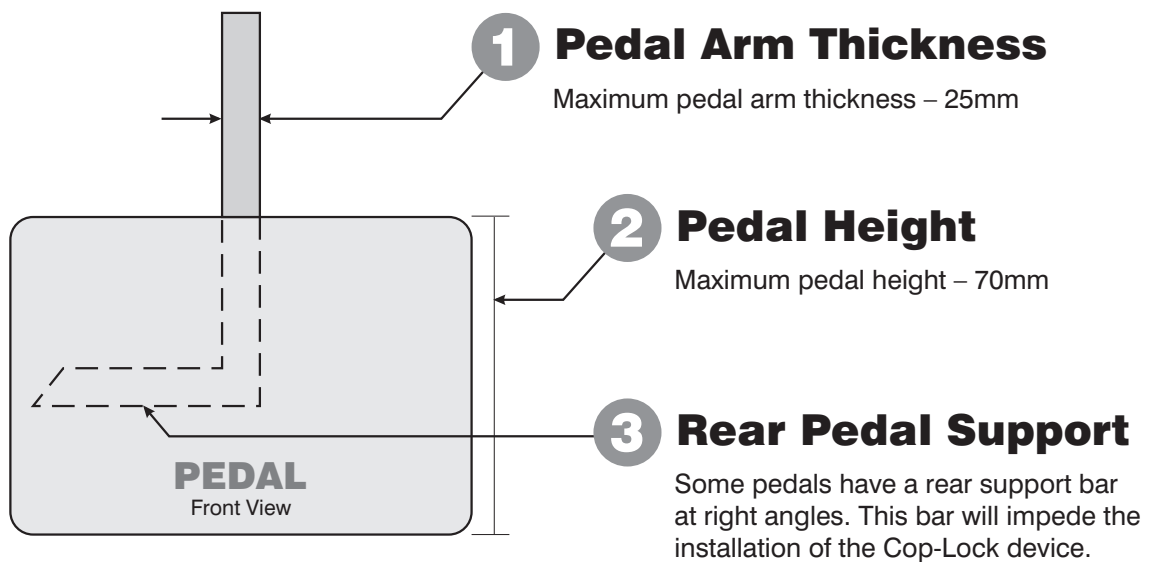 1 Pedal Arm Thickness
Maximum pedal arm thickness – 25mm
2 Pedal Height
Maximum pedal height – 70mm
3 Rear Pedal Support
Some pedals have a rear support bar
at right angles. This bar will impede the
installation of the Cop-Lock device.
PEDAL
Front View